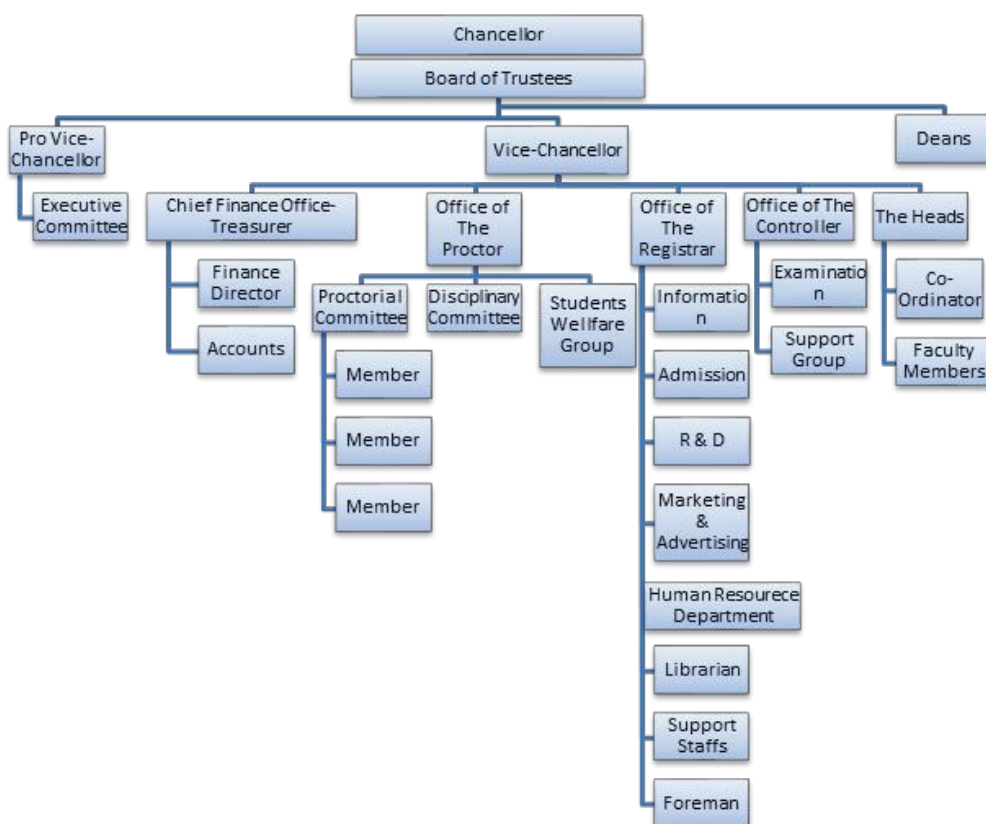 Chancellor
Board of Trustees
Pro Vice-
Chancellor
Vice-Chancellor
Deans
Executive
Committee
Chief Finance Office-
Treasurer
Office of
The
Proctor
Office of
The
Registrar
Office of The
Controller
The Heads
Finance
Director
Accounts
Proctorial
Committee
Disciplinary
Committee
Students
Wellfare
Group
Member
Member
Member
Informatio
n
Admission
R & D
Marketing
&
Advertising
Human Resourece
Department
Librarian
Support
Staffs
Foreman
Examinatio
n
Support
Group
Co-
Ordinator
Faculty
Members